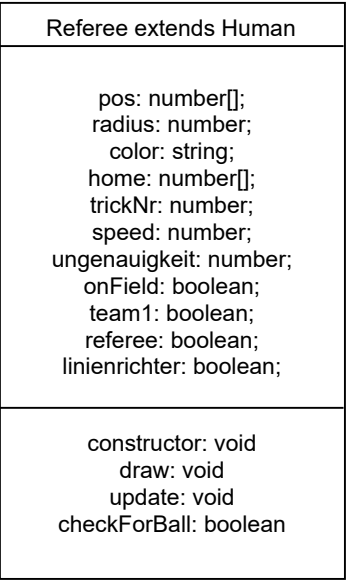 Referee extends Human
pos: number[];
radius: number;
color: string;
home: number[];
trickNr: number;
speed: number;
ungenauigkeit: number;
onField: boolean;
team1: boolean;
referee: boolean;
linienrichter: boolean;
constructor: void
draw: void
update: void
checkForBall: boolean